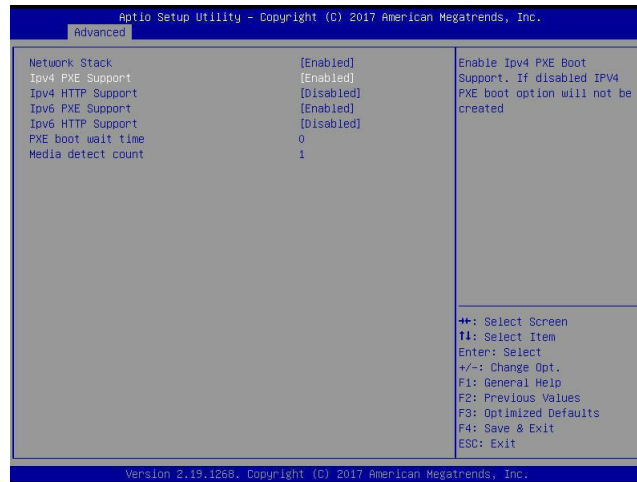 Aptio Setup Utility – Copyright (C) 2017 American Megatrends, Inc.
Advanced
Network Stack [Enabled]
Ipv4 PXE Support [Enabled]
Ipv4 HTTP Support [Disabled]
Ipv6 PXE Support [Enabled]
Ipv6 HTTP Support [Disabled]
PXE boot wait time 0
Media detect count 1
Enable Ipv4 PXE Boot
Support. If disabled IPV4
PXE boot option will not be
created
→←: Select Screen
↑↓: Select Item
Enter: Select
+/-: Change Opt.
F1: General Help
F2: Previous Values
F3: Optimized Defaults
F4: Save & Exit
ESC: Exit
Version 2.19.1268. Copyright (C) 2017 American Megatrends, Inc.